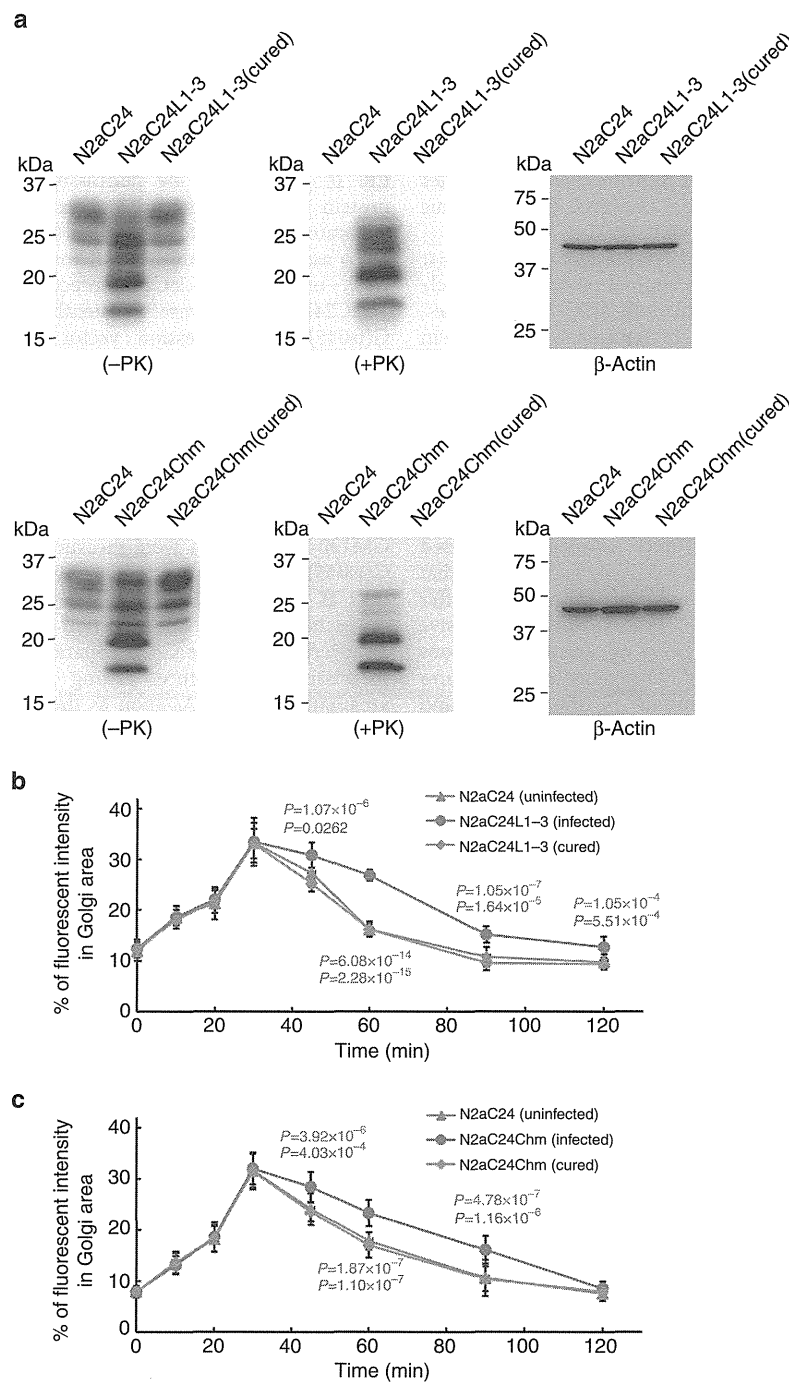 a
N2aC24
N2aC24L1–3
N2aC24L1–3(cured)
kDa
37
25
20
15
(–PK)
N2aC24
N2aC24L1–3
N2aC24L1–3(cured)
kDa
37
25
20
15
(+PK)
N2aC24
N2aC24L1–3
N2aC24L1–3(cured)
kDa
75
50
37
25
β-Actin
N2aC24
N2aC24Chm
N2aC24Chm(cured)
kDa
37
25
20
15
(–PK)
N2aC24
N2aC24Chm
N2aC24Chm(cured)
kDa
37
25
20
15
(+PK)
N2aC24
N2aC24Chm
N2aC24Chm(cured)
kDa
75
50
37
25
β-Actin
b
% of fluorescent intensity
in Golgi area
40
30
20
10
0
P=1.07×10⁻⁶
P=0.0262
N2aC24 (uninfected)
N2aC24L1–3 (infected)
N2aC24L1–3 (cured)
P=1.05×10⁻⁷
P=1.64×10⁻⁵
P=1.05×10⁻⁴
P=5.51×10⁻⁴
P=6.08×10⁻¹⁴
P=2.28×10⁻¹⁵
0 20 40 60 80 100 120
Time (min)
c
% of fluorescent intensity
in Golgi area
40
30
20
10
0
P=3.92×10⁻⁶
P=4.03×10⁻⁴
N2aC24 (uninfected)
N2aC24Chm (infected)
N2aC24Chm (cured)
P=4.78×10⁻⁷
P=1.16×10⁻⁶
P=1.87×10⁻⁷
P=1.10×10⁻⁷
0 20 40 60 80 100 120
Time (min)